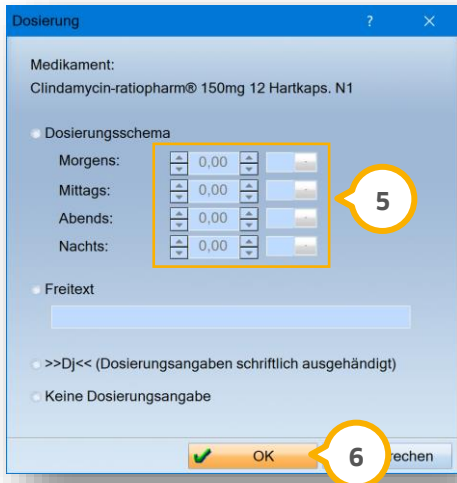 Dosierung ? ×
Medikament:
Clindamycin-ratiopharm® 150mg 12 Hartkaps. N1
Dosierungsschema
Morgens: 0,00
Mittags: 0,00
Abends: 0,00
Nachts: 0,00
5
Freitext
>>Dj<< (Dosierungsangaben schriftlich ausgehändigt)
Keine Dosierungsangabe
OK 6 rechen